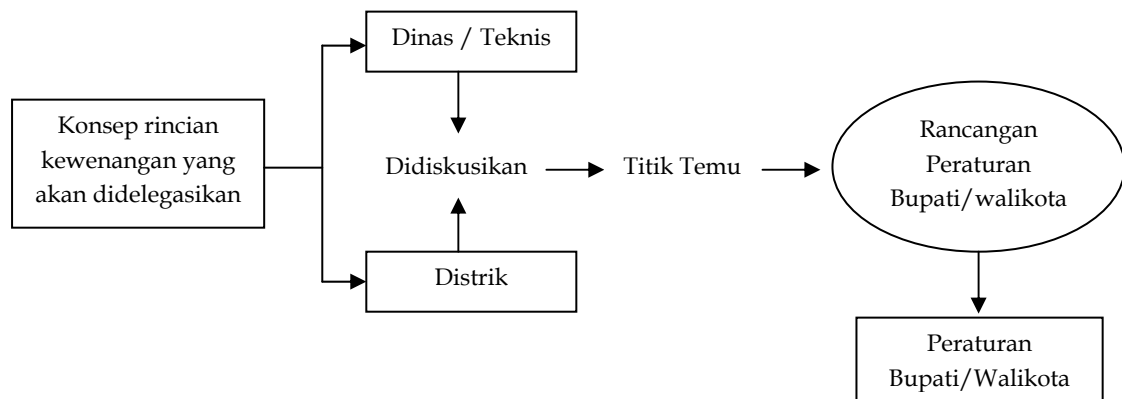 Dinas / Teknis
Konsep rincian
kewenangan yang
akan didelegasikan
Didiskusikan
Titik Temu
Rancangan
Peraturan
Bupati/walikota
Distrik
Peraturan
Bupati/Walikota